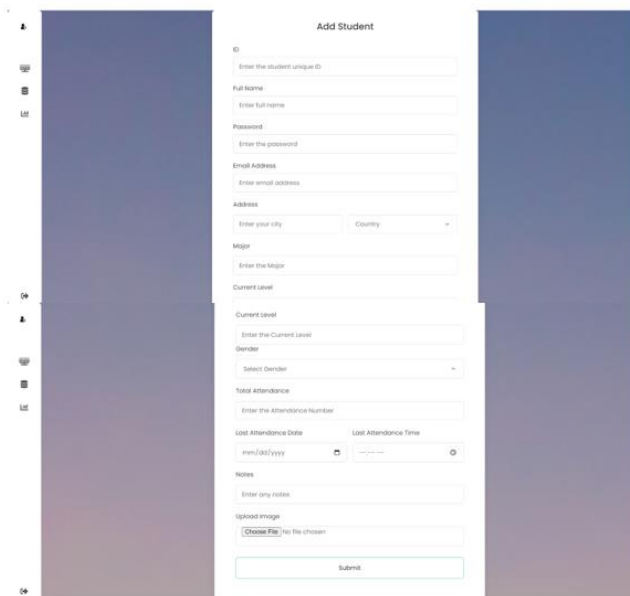 Add Student
ID
Enter the student unique ID
Full Name
Enter full name
Password
Enter the password
Email Address
Enter email address
Address
Enter your city
Country
Major
Enter the Major
Current Level
Current Level
Enter the Current Level
Gender
Select Gender
Total Attendance
Enter the Attendance Number
Last Attendance Date Last Attendance Time
mm/dd/yyyy --:-- --
Notes
Enter any notes
Upload image
Choose File No file chosen
Submit